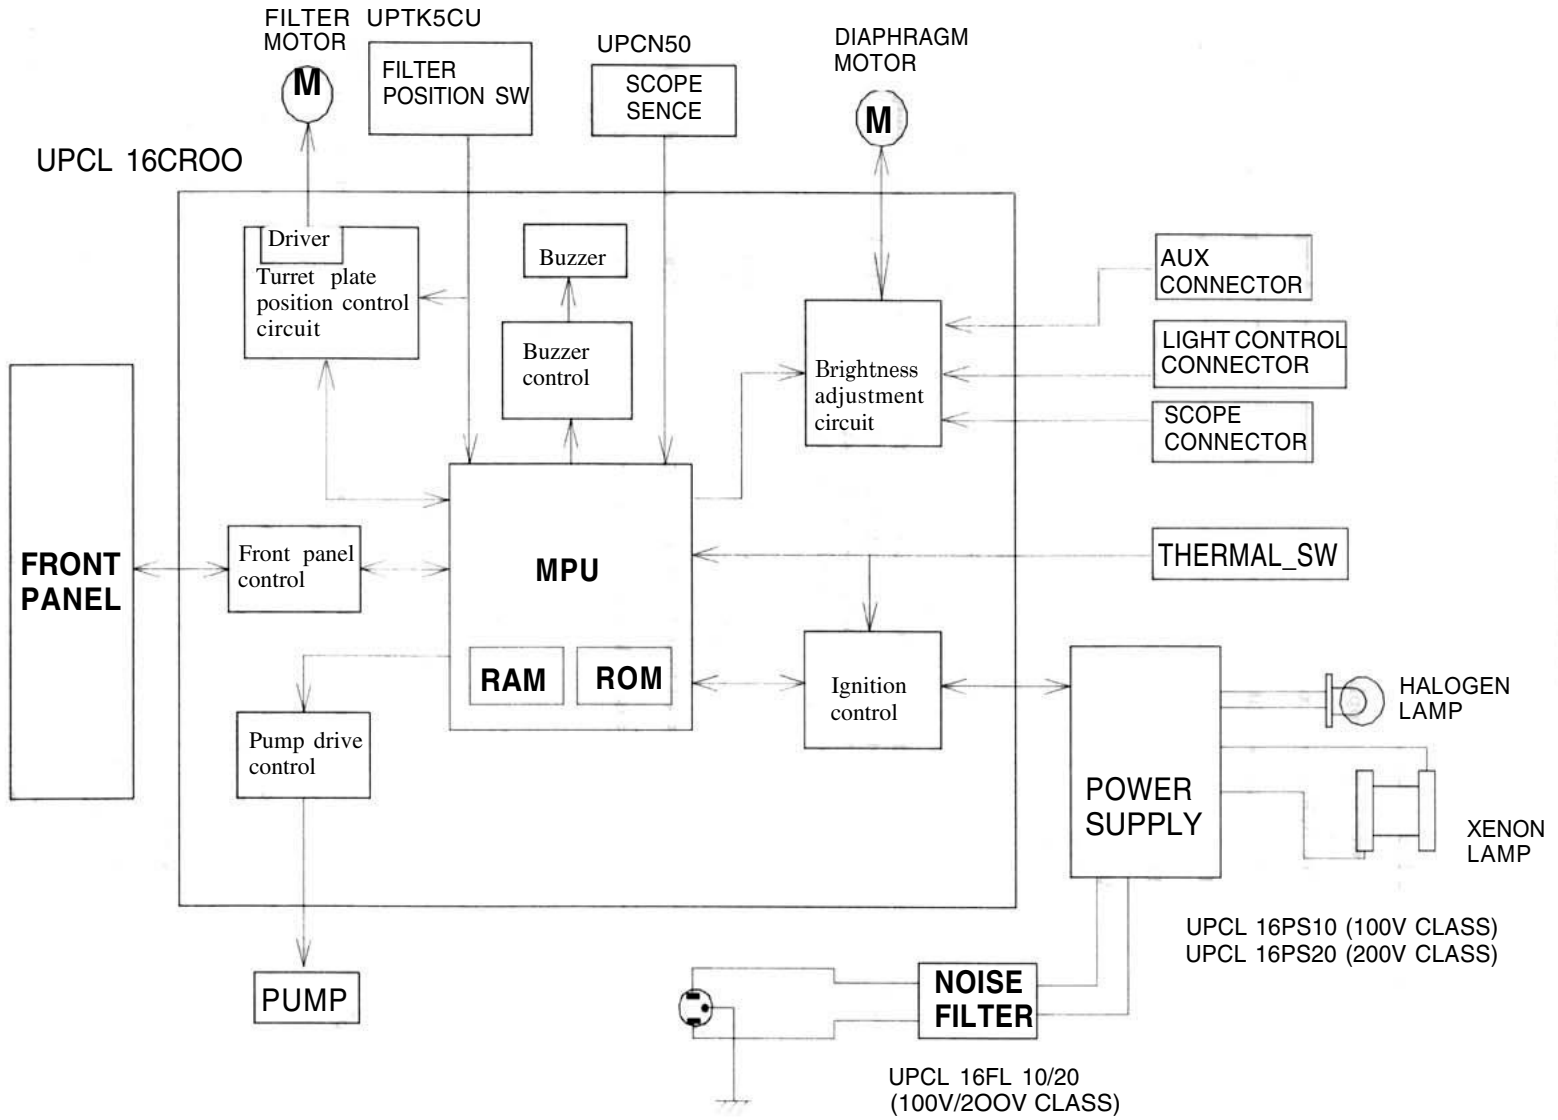 FILTER UPTK5CU
MOTOR
M
FILTER
POSITION SW
UPCN50
SCOPE
SENCE
DIAPHRAGM
MOTOR
M
UPCL 16CROO
Driver
Turret plate
position control
circuit
Buzzer
Buzzer
control
Brightness
adjustment
circuit
AUX
CONNECTOR
LIGHT CONTROL
CONNECTOR
SCOPE
CONNECTOR
FRONT
PANEL
Front panel
control
MPU
RAM
ROM
THERMAL_SW
Ignition
control
Pump drive
control
PUMP
POWER
SUPPLY
HALOGEN
LAMP
XENON
LAMP
UPCL 16PS10 (100V CLASS)
UPCL 16PS20 (200V CLASS)
NOISE
FILTER
UPCL 16FL 10/20
(100V/2OOV CLASS)